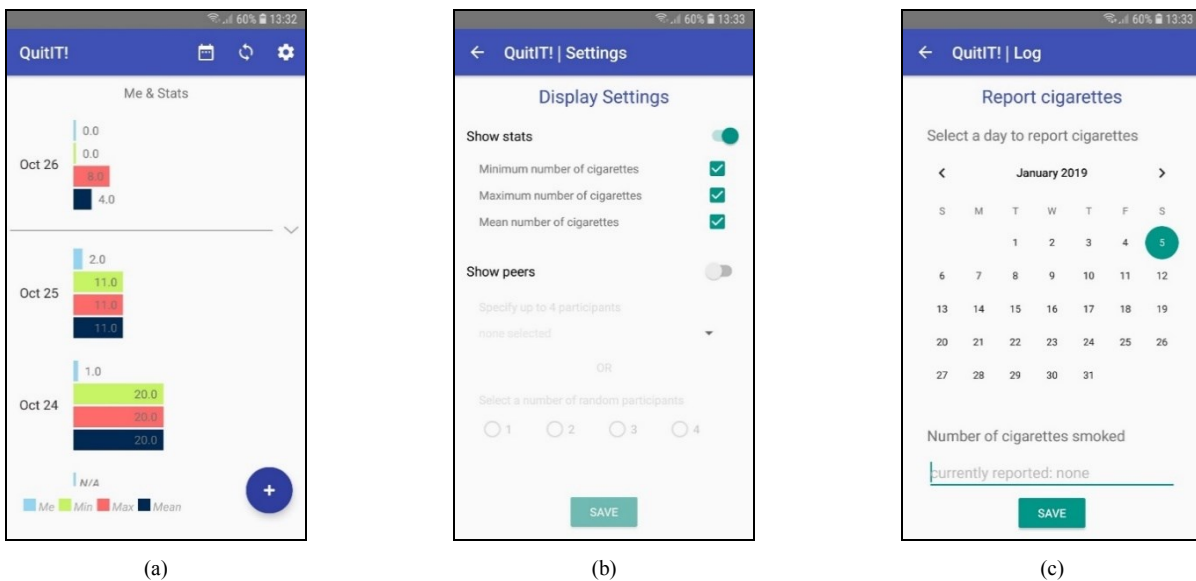 60% 13:32
QuitIT!
Me & Stats
0.0
0.0
Oct 26
8.0
4.0
2.0
11.0
Oct 25
11.0
11.0
1.0
20.0
Oct 24
20.0
20.0
N/A
Me Min Max Mean
+
(a)
60% 13:33
QuitIT! | Settings
Display Settings
Show stats
Minimum number of cigarettes
Maximum number of cigarettes
Mean number of cigarettes
Show peers
Specify up to 4 participants
none selected
OR
Select a number of random participants
1 2 3 4
SAVE
(b)
60% 13:33
QuitIT! | Log
Report cigarettes
Select a day to report cigarettes
January 2019
S M T W T F S
1 2 3 4 5
6 7 8 9 10 11 12
13 14 15 16 17 18 19
20 21 22 23 24 25 26
27 28 29 30 31
Number of cigarettes smoked
currently reported: none
SAVE
(c)